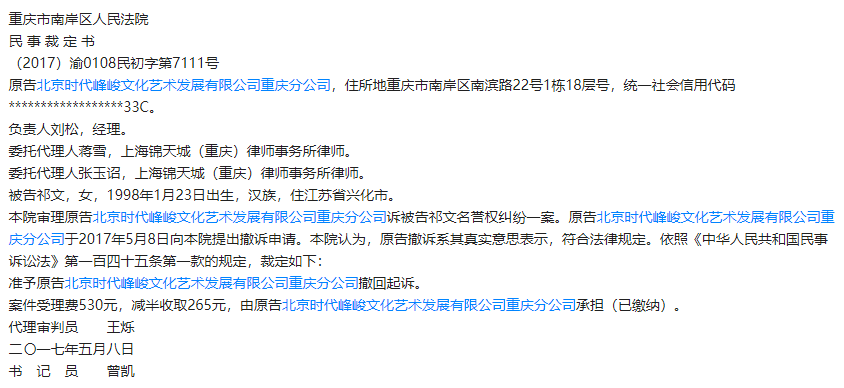 重庆市南岸区人民法院
民 事 裁 定 书
（2017）渝0108民初字第7111号
原告北京时代峰峻文化艺术发展有限公司重庆分公司，住所地重庆市南岸区南滨路22号1栋18层号，统一社会信用代码
******************33C。
负责人刘松，经理。
委托代理人蒋雪，上海锦天城（重庆）律师事务所律师。
委托代理人张玉诏，上海锦天城（重庆）律师事务所律师。
被告祁文，女，1998年1月23日出生，汉族，住江苏省兴化市。
本院审理原告北京时代峰峻文化艺术发展有限公司重庆分公司诉被告祁文名誉权纠纷一案。原告北京时代峰峻文化艺术发展有限公司重
庆分公司于2017年5月8日向本院提出撤诉申请。本院认为，原告撤诉系其真实意思表示，符合法律规定。依照《中华人民共和国民事
诉讼法》第一百四十五条第一款的规定，裁定如下：
准予原告北京时代峰峻文化艺术发展有限公司重庆分公司撤回起诉。
案件受理费530元，减半收取265元，由原告北京时代峰峻文化艺术发展有限公司重庆分公司承担（已缴纳）。
代理审判员　　王烁
二〇一七年五月八日
书　记　员　　曾凯